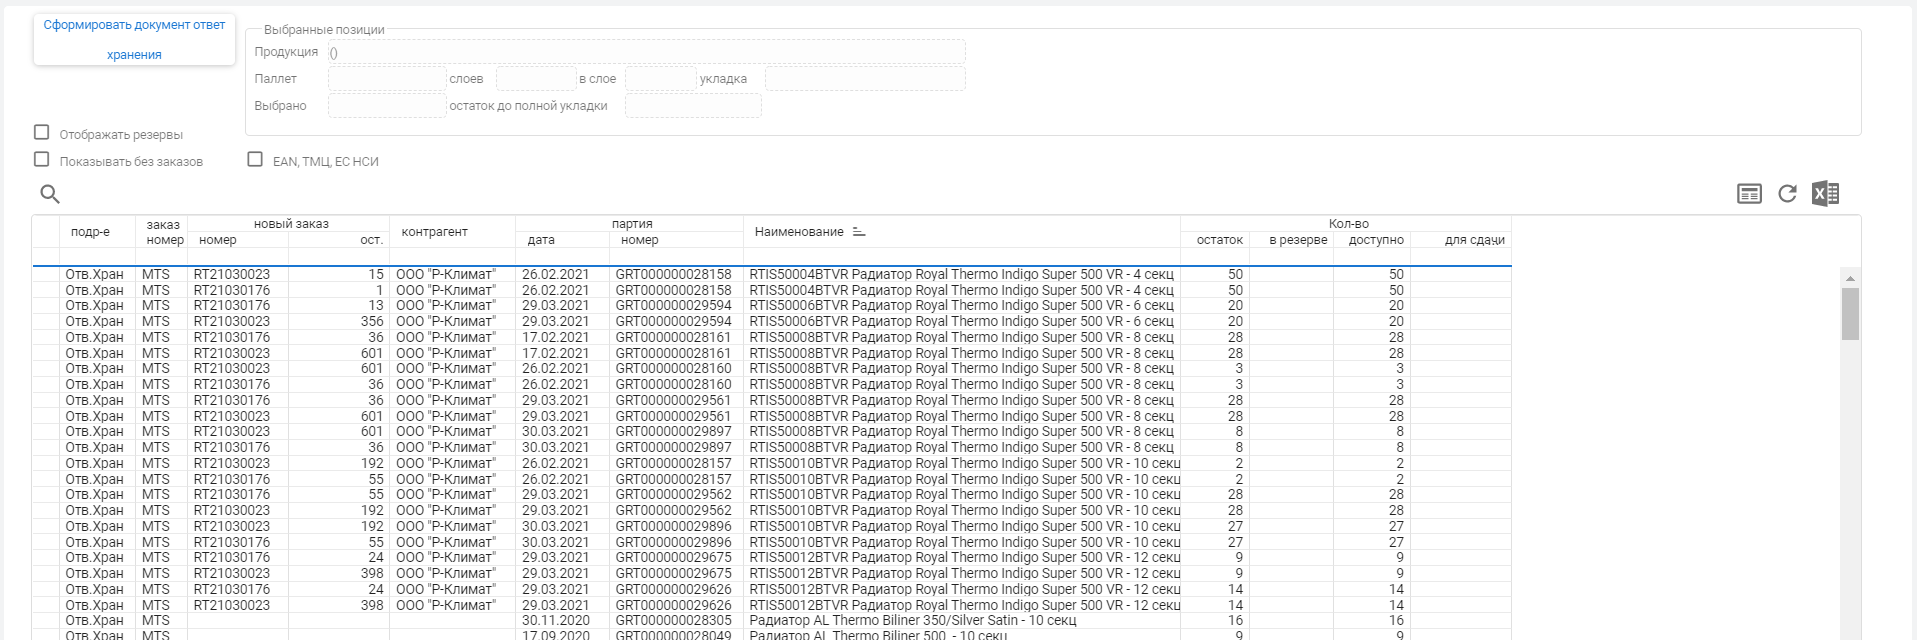 Сформировать документ ответ
хранения
Выбранные позиции
Продукция ()
Паллет слоев в слое укладка
Выбрано остаток до полной укладки
Отображать резервы
Показывать без заказов EAN, ТМЦ, ЕС НСИ
подр-е заказ номер новый заказ контрагент партия Наименование Кол-во
номер ост. дата номер остаток в резерве доступно для сдачи
Отв.Хран MTS RT21030023 15 ООО "Р-Климат" 26.02.2021 GRT000000028158 RTIS50004BTVR Радиатор Royal Thermo Indigo Super 500 VR - 4 секц 50 50
Отв.Хран MTS RT21030176 1 ООО "Р-Климат" 26.02.2021 GRT000000028158 RTIS50004BTVR Радиатор Royal Thermo Indigo Super 500 VR - 4 секц 50 50
Отв.Хран MTS RT21030176 13 ООО "Р-Климат" 29.03.2021 GRT000000029594 RTIS50006BTVR Радиатор Royal Thermo Indigo Super 500 VR - 6 секц 20 20
Отв.Хран MTS RT21030023 356 ООО "Р-Климат" 29.03.2021 GRT000000029594 RTIS50006BTVR Радиатор Royal Thermo Indigo Super 500 VR - 6 секц 20 20
Отв.Хран MTS RT21030176 36 ООО "Р-Климат" 17.02.2021 GRT000000028161 RTIS50008BTVR Радиатор Royal Thermo Indigo Super 500 VR - 8 секц 28 28
Отв.Хран MTS RT21030023 601 ООО "Р-Климат" 17.02.2021 GRT000000028161 RTIS50008BTVR Радиатор Royal Thermo Indigo Super 500 VR - 8 секц 28 28
Отв.Хран MTS RT21030023 601 ООО "Р-Климат" 26.02.2021 GRT000000028160 RTIS50008BTVR Радиатор Royal Thermo Indigo Super 500 VR - 8 секц 3 3
Отв.Хран MTS RT21030176 36 ООО "Р-Климат" 26.02.2021 GRT000000028160 RTIS50008BTVR Радиатор Royal Thermo Indigo Super 500 VR - 8 секц 3 3
Отв.Хран MTS RT21030176 36 ООО "Р-Климат" 29.03.2021 GRT000000029561 RTIS50008BTVR Радиатор Royal Thermo Indigo Super 500 VR - 8 секц 28 28
Отв.Хран MTS RT21030023 601 ООО "Р-Климат" 29.03.2021 GRT000000029561 RTIS50008BTVR Радиатор Royal Thermo Indigo Super 500 VR - 8 секц 28 28
Отв.Хран MTS RT21030023 601 ООО "Р-Климат" 30.03.2021 GRT000000029897 RTIS50008BTVR Радиатор Royal Thermo Indigo Super 500 VR - 8 секц 8 8
Отв.Хран MTS RT21030176 36 ООО "Р-Климат" 30.03.2021 GRT000000029897 RTIS50008BTVR Радиатор Royal Thermo Indigo Super 500 VR - 8 секц 8 8
Отв.Хран MTS RT21030023 192 ООО "Р-Климат" 26.02.2021 GRT000000028157 RTIS50010BTVR Радиатор Royal Thermo Indigo Super 500 VR - 10 секц 2 2
Отв.Хран MTS RT21030176 55 ООО "Р-Климат" 26.02.2021 GRT000000028157 RTIS50010BTVR Радиатор Royal Thermo Indigo Super 500 VR - 10 секц 2 2
Отв.Хран MTS RT21030176 55 ООО "Р-Климат" 29.03.2021 GRT000000029562 RTIS50010BTVR Радиатор Royal Thermo Indigo Super 500 VR - 10 секц 28 28
Отв.Хран MTS RT21030023 192 ООО "Р-Климат" 29.03.2021 GRT000000029562 RTIS50010BTVR Радиатор Royal Thermo Indigo Super 500 VR - 10 секц 28 28
Отв.Хран MTS RT21030023 192 ООО "Р-Климат" 30.03.2021 GRT000000029896 RTIS50010BTVR Радиатор Royal Thermo Indigo Super 500 VR - 10 секц 27 27
Отв.Хран MTS RT21030176 55 ООО "Р-Климат" 30.03.2021 GRT000000029896 RTIS50010BTVR Радиатор Royal Thermo Indigo Super 500 VR - 10 секц 27 27
Отв.Хран MTS RT21030176 24 ООО "Р-Климат" 29.03.2021 GRT000000029675 RTIS50012BTVR Радиатор Royal Thermo Indigo Super 500 VR - 12 секц 9 9
Отв.Хран MTS RT21030023 398 ООО "Р-Климат" 29.03.2021 GRT000000029675 RTIS50012BTVR Радиатор Royal Thermo Indigo Super 500 VR - 12 секц 9 9
Отв.Хран MTS RT21030176 24 ООО "Р-Климат" 29.03.2021 GRT000000029626 RTIS50012BTVR Радиатор Royal Thermo Indigo Super 500 VR - 12 секц 14 14
Отв.Хран MTS RT21030023 398 ООО "Р-Климат" 29.03.2021 GRT000000029626 RTIS50012BTVR Радиатор Royal Thermo Indigo Super 500 VR - 12 секц 14 14
Отв.Хран MTS 30.11.2020 GRT000000028305 Радиатор AL Thermo Biliner 350/Silver Satin - 10 секц 16 16
Отв.Хран MTS 17.09.2020 GRT000000028049 Радиатор AL Thermo Biliner 500 - 10 секц 9 9